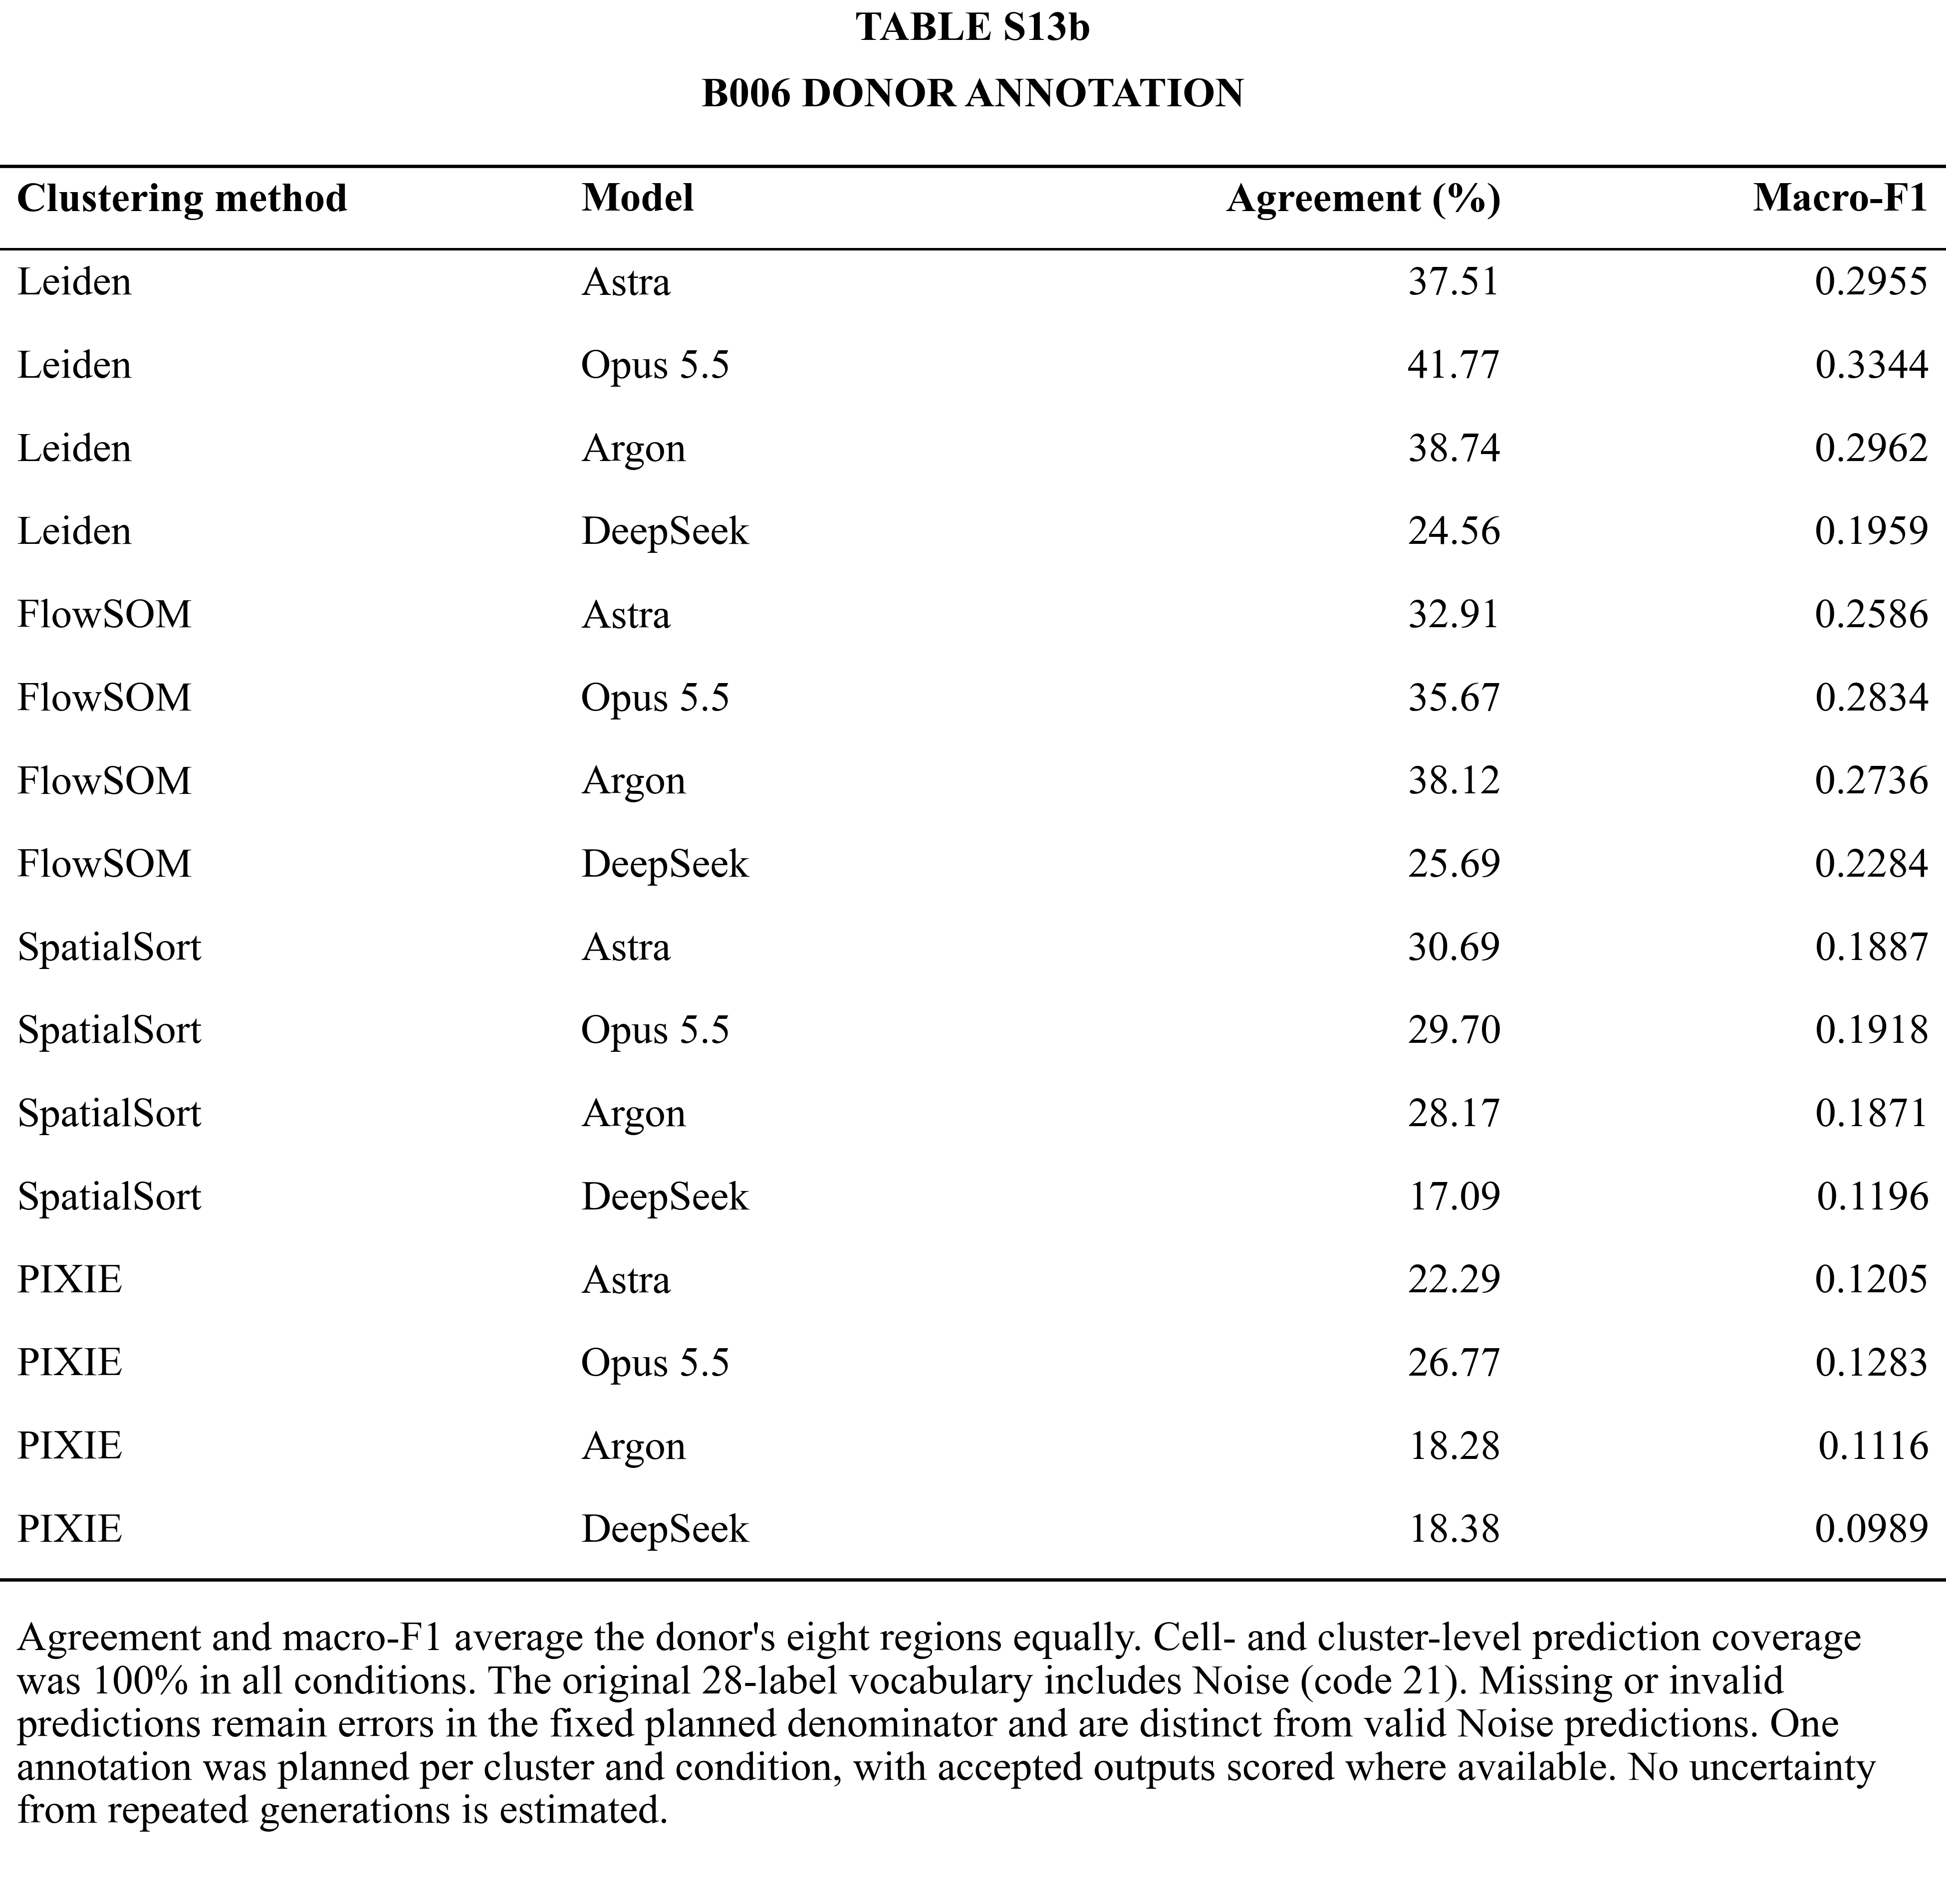 TABLE S13b
B006 DONOR ANNOTATION
Clustering method Model Agreement (%) Macro-F1
Leiden Astra 37.51 0.2955
Leiden Opus 5.5 41.77 0.3344
Leiden Argon 38.74 0.2962
Leiden DeepSeek 24.56 0.1959
FlowSOM Astra 32.91 0.2586
FlowSOM Opus 5.5 35.67 0.2834
FlowSOM Argon 38.12 0.2736
FlowSOM DeepSeek 25.69 0.2284
SpatialSort Astra 30.69 0.1887
SpatialSort Opus 5.5 29.70 0.1918
SpatialSort Argon 28.17 0.1871
SpatialSort DeepSeek 17.09 0.1196
PIXIE Astra 22.29 0.1205
PIXIE Opus 5.5 26.77 0.1283
PIXIE Argon 18.28 0.1116
PIXIE DeepSeek 18.38 0.0989
Agreement and macro-F1 average the donor's eight regions equally. Cell- and cluster-level prediction coverage
was 100% in all conditions. The original 28-label vocabulary includes Noise (code 21). Missing or invalid
predictions remain errors in the fixed planned denominator and are distinct from valid Noise predictions. One
annotation was planned per cluster and condition, with accepted outputs scored where available. No uncertainty
from repeated generations is estimated.